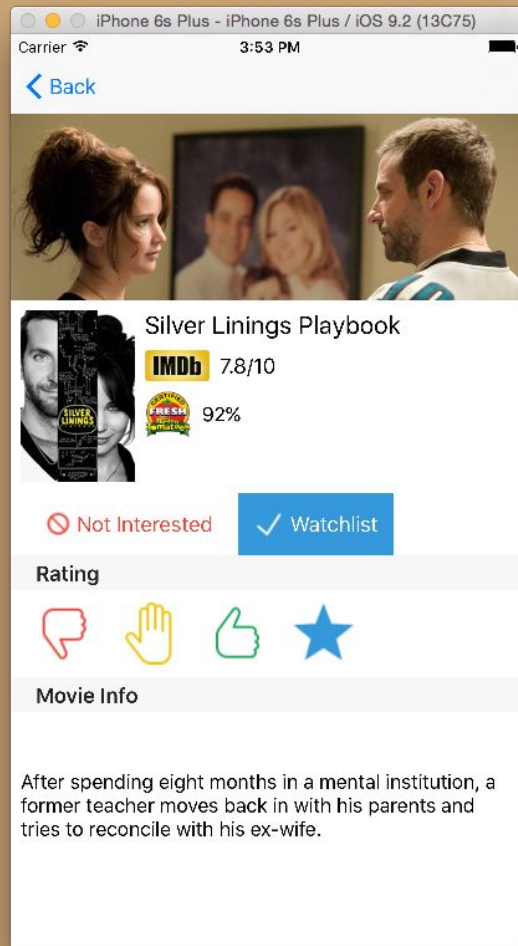 iPhone 6s Plus - iPhone 6s Plus / iOS 9.2 (13C75)
Carrier 3:53 PM
Back
Silver Linings Playbook
IMDb 7.8/10
CERTIFIED
FRESH
Tomatoes
92%
SILVER
LININGS
Not Interested Watchlist
Rating
Movie Info
After spending eight months in a mental institution, a
former teacher moves back in with his parents and
tries to reconcile with his ex-wife.